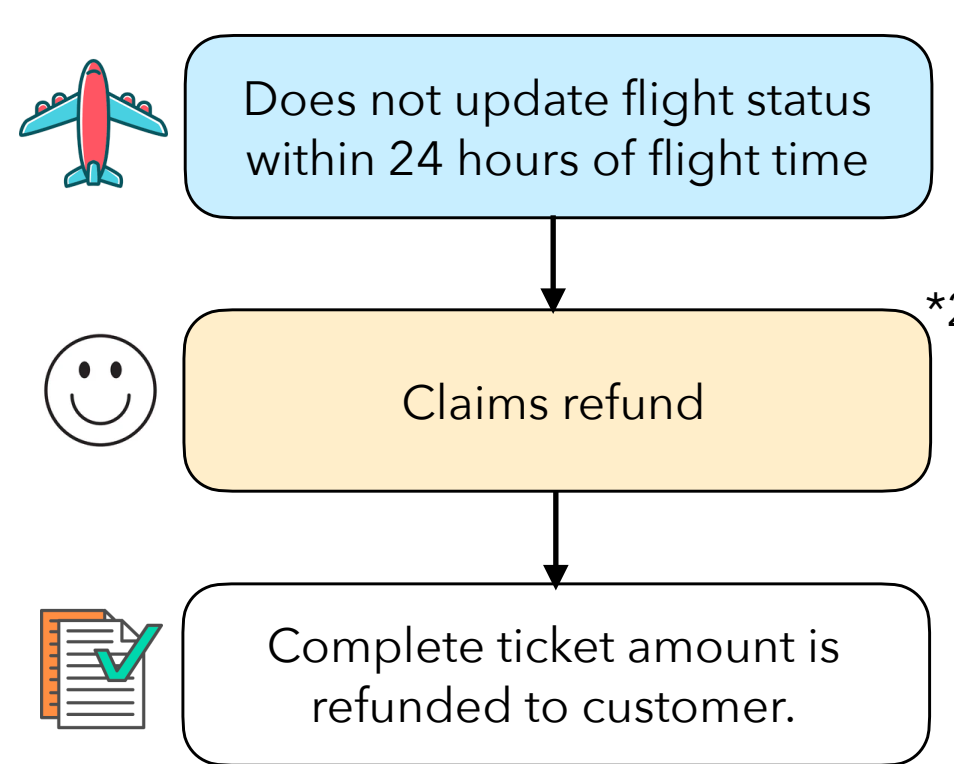 Does not update flight status
within 24 hours of flight time
*2
Claims refund
Complete ticket amount is
refunded to customer.